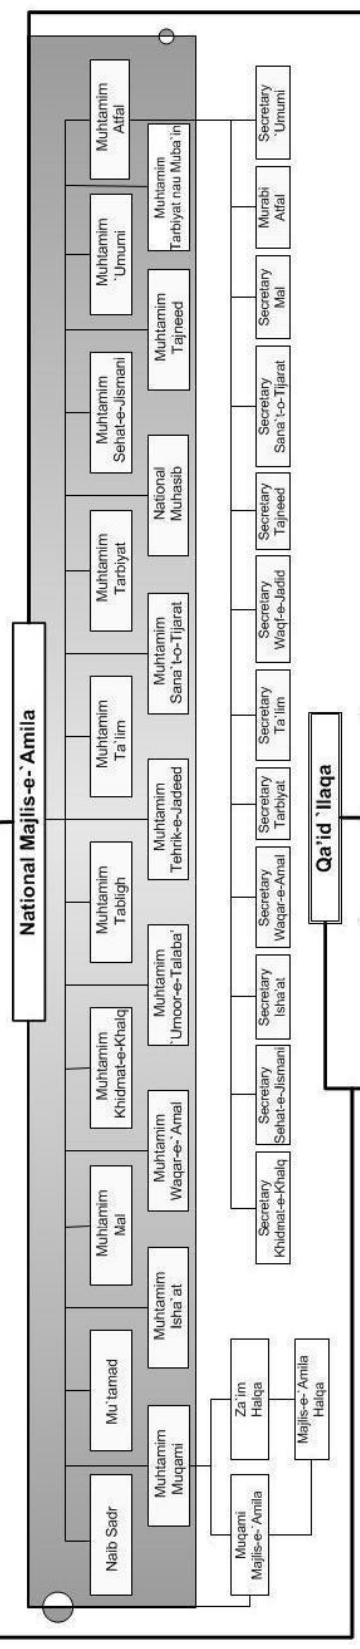 National Majlis-e-`Amila
Naib Sadr
Mu`tamad
Muhtamim
Mal
Muhtamim
Khidmat-e-Khalq
Muhtamim
Tabligh
Muhtamim
Ta`lim
Muhtamim
Tarbiyat
Muhtamim
Sehat-e-Jismani
Muhtamim
`Umumi
Muhtamim
Atfal
Muhtamim
Muqami
Muhtamim
Isha`at
Muhtamim
Waqar-e-`Amal
Muhtamim
`Umoor-e-Talaba'
Muhtamim
Tehrik-e-Jadeed
Muhtamim
Sana`t-o-Tijarat
National
Muhasib
Muhtamim
Tajneed
Muhtamim
Tarbiyat nau Muba`in
Muqami
Majlis-e-`Amila
Za`im
Halqa
Secretary
Khidmat-e-Khalq
Secretary
Sehat-e-Jismani
Secretary
Isha'at
Secretary
Waqar-e-Amal
Secretary
Tarbiyat
Secretary
Ta`lim
Secretary
Waqf-e-Jadid
Secretary
Tajneed
Secretary
Sana`t-o-Tijarat
Secretary
Mal
Murabi
Atfal
Secretary
`Umumi
Majlis-e-`Amila
Halqa
Qa'id `Ilaqa